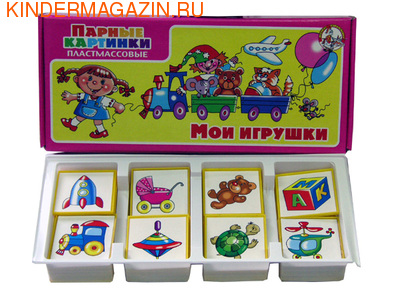 KINDERMAGAZIN.RU
ПАРНЫЕ
КАРТИНКИ
ПЛАСТМАССОВЫЕ
МОИ ИГРУШКИ
М
А
К